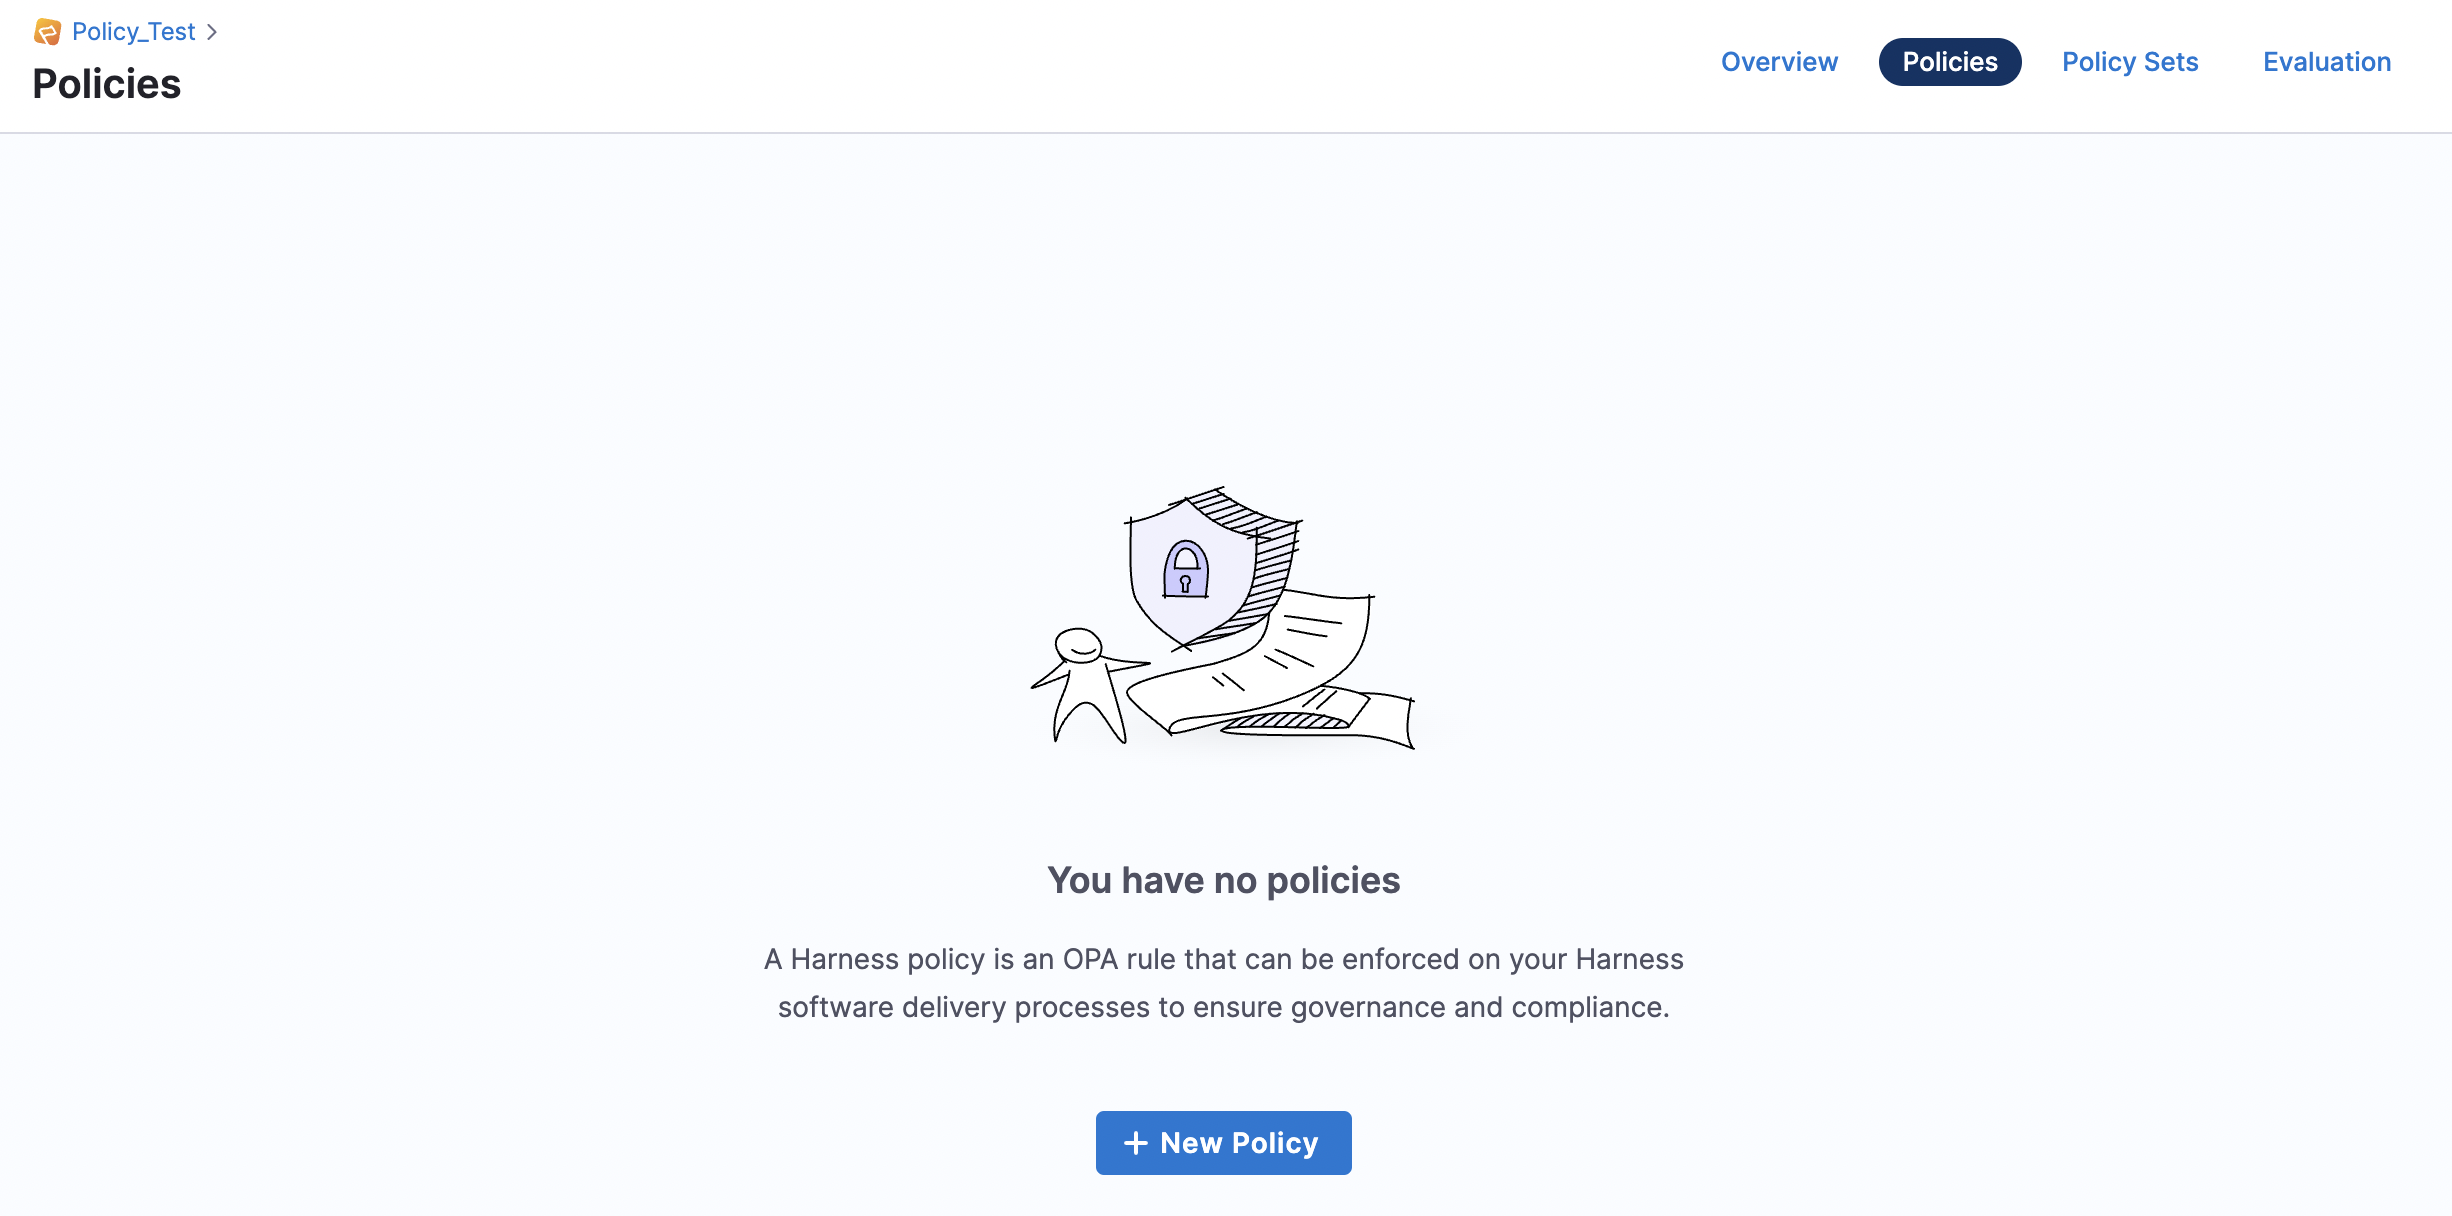 Policy_Test
Policies
Overview
Policies
Policy Sets
Evaluation
You have no policies
A Harness policy is an OPA rule that can be enforced on your Harness
software delivery processes to ensure governance and compliance.
+ New Policy